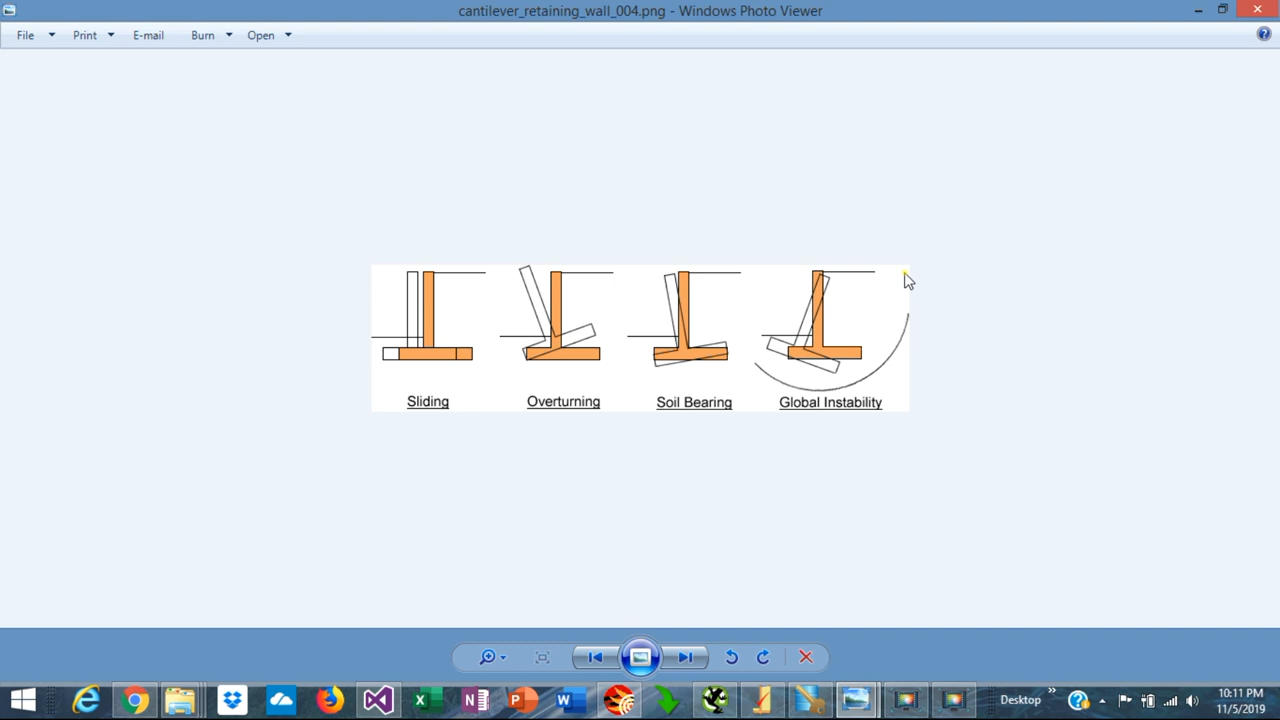 cantilever_retaining_wall_004.png - Windows Photo Viewer
File Print E-mail Burn Open
Sliding Overturning Soil Bearing Global Instability
Desktop
10:11 PM
11/5/2019